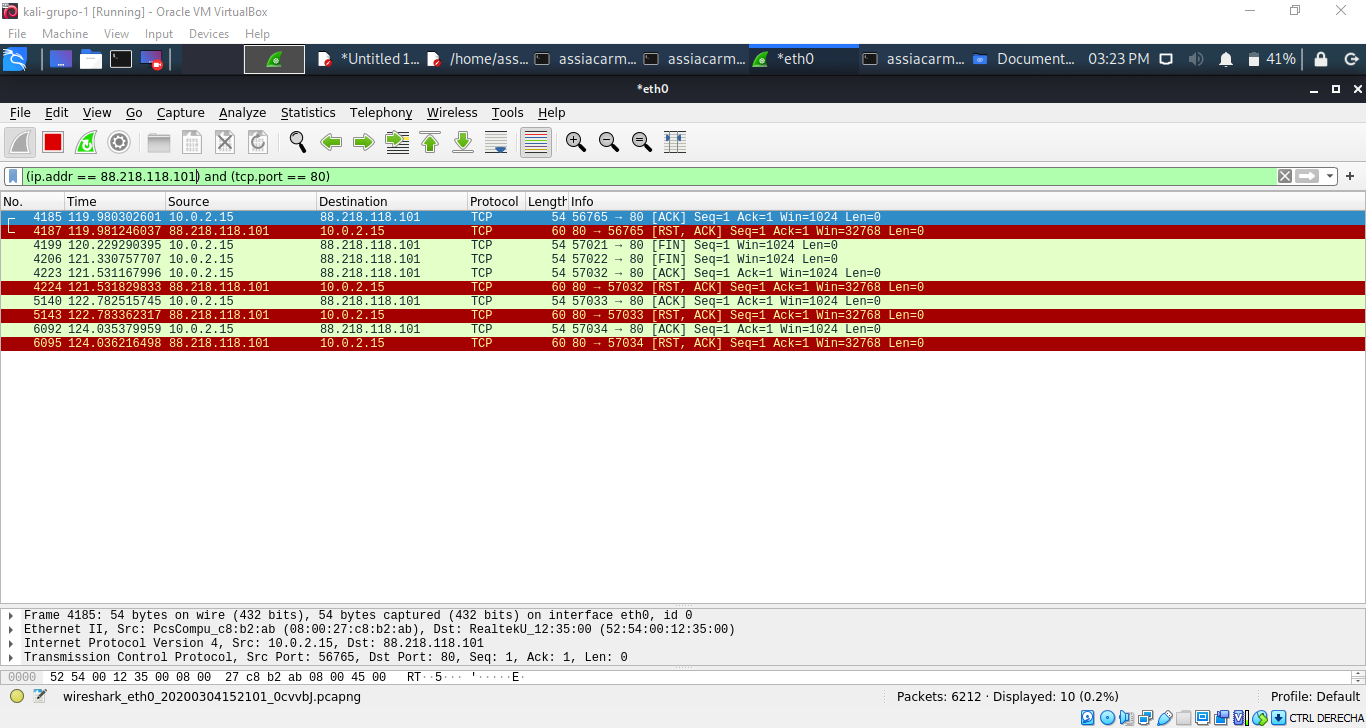 kali-grupo-1 [Running] - Oracle VM VirtualBox
File Machine View Input Devices Help
*Untitled 1... /home/ass... assiacarm... assiacarm... *eth0 assiacarm... Document... 03:23 PM 41%
*eth0
File Edit View Go Capture Analyze Statistics Telephony Wireless Tools Help
(ip.addr == 88.218.118.101) and (tcp.port == 80)
No. Time Source Destination Protocol Length Info
4185 119.980302601 10.0.2.15 88.218.118.101 TCP 54 56765 → 80 [ACK] Seq=1 Ack=1 Win=1024 Len=0
4187 119.981246037 88.218.118.101 10.0.2.15 TCP 60 80 → 56765 [RST, ACK] Seq=1 Ack=1 Win=32768 Len=0
4199 120.229290395 10.0.2.15 88.218.118.101 TCP 54 57021 → 80 [FIN] Seq=1 Win=1024 Len=0
4206 121.330757707 10.0.2.15 88.218.118.101 TCP 54 57022 → 80 [FIN] Seq=1 Win=1024 Len=0
4223 121.531167996 10.0.2.15 88.218.118.101 TCP 54 57032 → 80 [ACK] Seq=1 Ack=1 Win=1024 Len=0
4224 121.531829833 88.218.118.101 10.0.2.15 TCP 60 80 → 57032 [RST, ACK] Seq=1 Ack=1 Win=32768 Len=0
5140 122.782515745 10.0.2.15 88.218.118.101 TCP 54 57033 → 80 [ACK] Seq=1 Ack=1 Win=1024 Len=0
5143 122.783362317 88.218.118.101 10.0.2.15 TCP 60 80 → 57033 [RST, ACK] Seq=1 Ack=1 Win=32768 Len=0
6092 124.035379959 10.0.2.15 88.218.118.101 TCP 54 57034 → 80 [ACK] Seq=1 Ack=1 Win=1024 Len=0
6095 124.036216498 88.218.118.101 10.0.2.15 TCP 60 80 → 57034 [RST, ACK] Seq=1 Ack=1 Win=32768 Len=0
Frame 4185: 54 bytes on wire (432 bits), 54 bytes captured (432 bits) on interface eth0, id 0
Ethernet II, Src: PcsCompu_c8:b2:ab (08:00:27:c8:b2:ab), Dst: RealtekU_12:35:00 (52:54:00:12:35:00)
Internet Protocol Version 4, Src: 10.0.2.15, Dst: 88.218.118.101
Transmission Control Protocol, Src Port: 56765, Dst Port: 80, Seq: 1, Ack: 1, Len: 0
0000 52 54 00 12 35 00 08 00 27 c8 b2 ab 08 00 45 00 RT··5··· '·····E·
wireshark_eth0_20200304152101_0cvvbJ.pcapng Packets: 6212 · Displayed: 10 (0.2%) Profile: Default
CTRL DERECHA